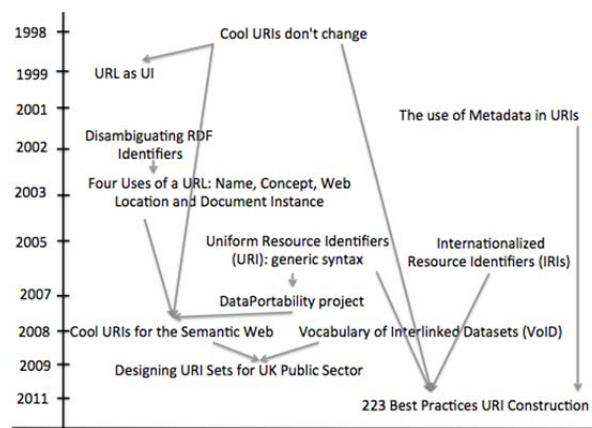 1998
Cool URIs don't change
1999
URL as UI
2001
The use of Metadata in URIs
2002
Disambiguating RDF
Identifiers
2003
Four Uses of a URL: Name, Concept, Web
Location and Document Instance
2005
Uniform Resource Identifiers
(URI): generic syntax
Internationalized
Resource Identifiers (IRIs)
2007
DataPortability project
2008
Cool URIs for the Semantic Web
Vocabulary of Interlinked Datasets (VoID)
2009
Designing URI Sets for UK Public Sector
2011
223 Best Practices URI Construction